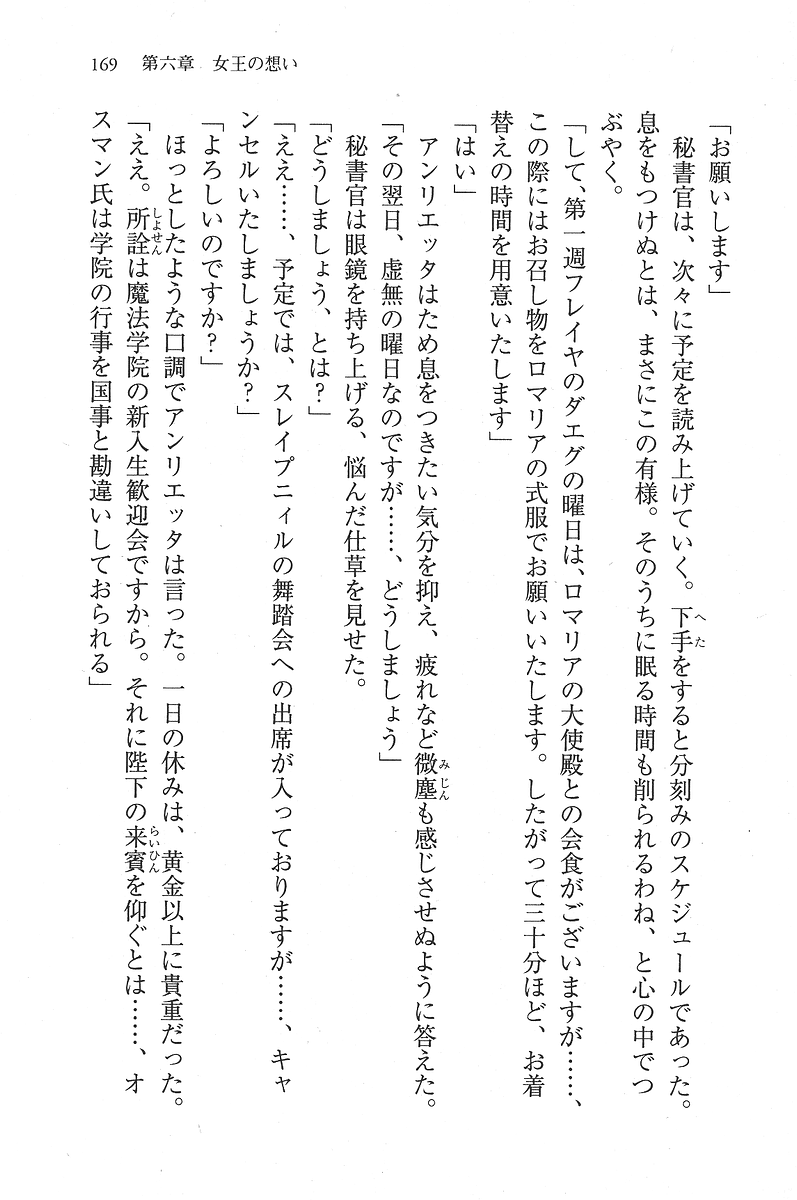 169 第六章 女王の想い
「お願いします」
秘書官は、次々に予定を読み上げていく。下手をすると分刻みのスケジュールであった。
息をもつけぬとは、まさにこの有様。そのうちに眠る時間も削られるわね、と心の中でつ
ぶやく。
「して、第一週フレイヤのダエグの曜日は、ロマリアの大使殿との会食がございますが……、
この際にはお召し物をロマリアの式服でお願いいたします。したがって三十分ほど、お着
替えの時間を用意いたします」
「はい」
アンリエッタはため息をつきたい気分を抑え、疲れなど微塵も感じさせぬように答えた。
「その翌日、虚無の曜日なのですが……、どうしましょう」
秘書官は眼鏡を持ち上げる、悩んだ仕草を見せた。
「どうしましょう、とは？」
「ええ……、予定では、スレイプニィルの舞踏会への出席が入っておりますが……、キャ
ンセルいたしましょうか？」
「よろしいのですか？」
ほっとしたような口調でアンリエッタは言った。一日の休みは、黄金以上に貴重だった。
「ええ。所詮は魔法学院の新入生歓迎会ですから。それに陛下の来賓を仰ぐとは……、オ
スマン氏は学院の行事を国事と勘違いしておられる」